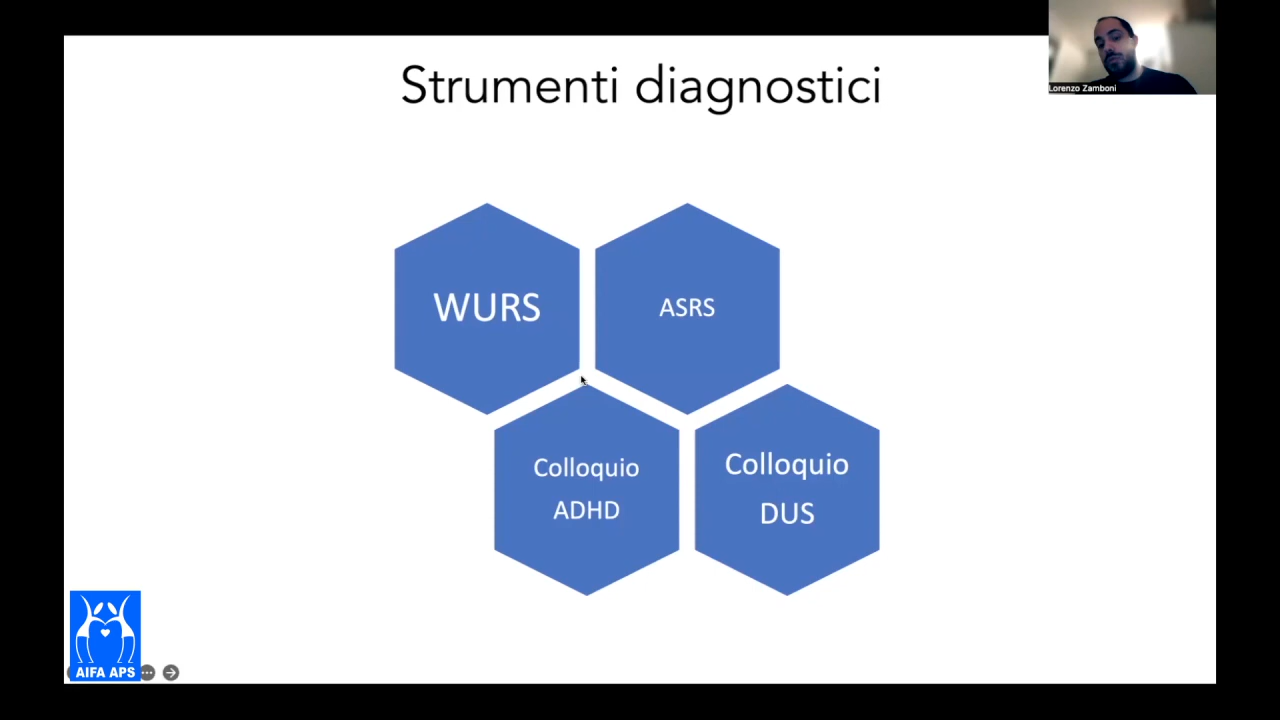 Strumenti diagnostici
Lorenzo Zamboni
WURS
ASRS
Colloquio
ADHD
Colloquio
DUS
AIFA APS